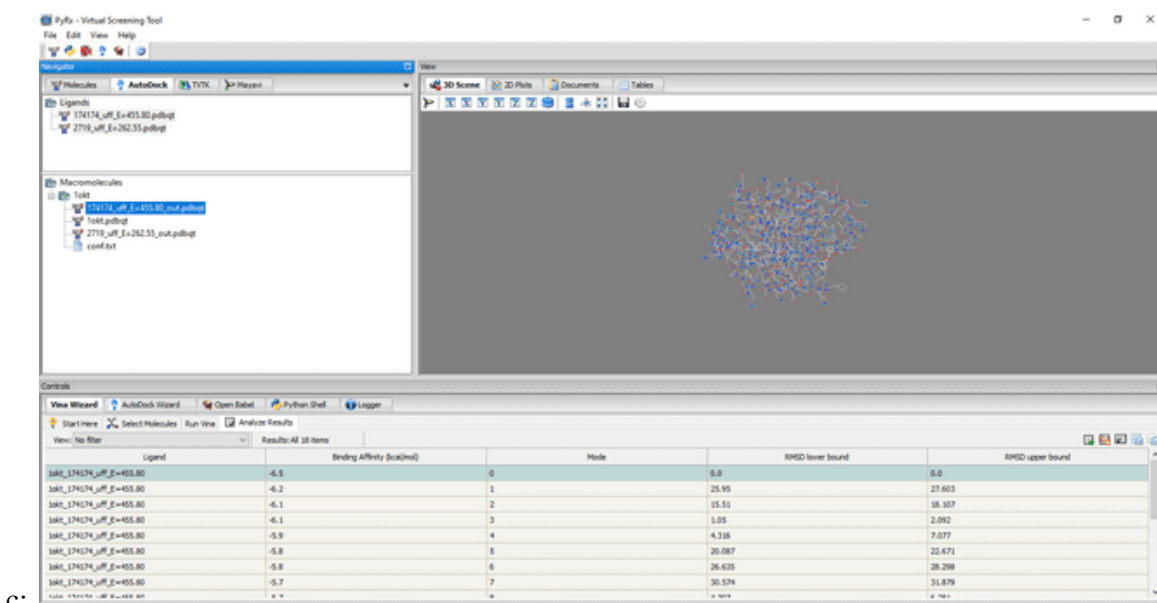 PyRx - Virtual Screening Tool
File Edit View Help
Navigator
View
Molecules AutoDock TVTK Mayavi
3D Scene 2D Plots Documents Tables
Ligands
174174_uff_E=455.80.pdbqt
2719_uff_E=262.55.pdbqt
Macromolecules
1okt
174174_uff_E=455.80_out.pdbqt
1okt.pdbqt
2719_uff_E=262.55_out.pdbqt
conf.txt
Controls
Vina Wizard AutoDock Wizard Open Babel Python Shell Logger
Start Here Select Molecules Run Vina Analyze Results
View: No filter Results: All 18 items
Ligand Binding Affinity (kcal/mol) Mode RMSD lower bound RMSD upper bound
1okt_174174_uff_E=455.80 -6.5 0 0.0 0.0
1okt_174174_uff_E=455.80 -6.2 1 25.95 27.603
1okt_174174_uff_E=455.80 -6.1 2 15.51 18.107
1okt_174174_uff_E=455.80 -6.1 3 1.05 2.092
1okt_174174_uff_E=455.80 -5.9 4 4.316 7.077
1okt_174174_uff_E=455.80 -5.8 5 20.087 22.671
1okt_174174_uff_E=455.80 -5.8 6 26.635 28.298
1okt_174174_uff_E=455.80 -5.7 7 30.574 31.879